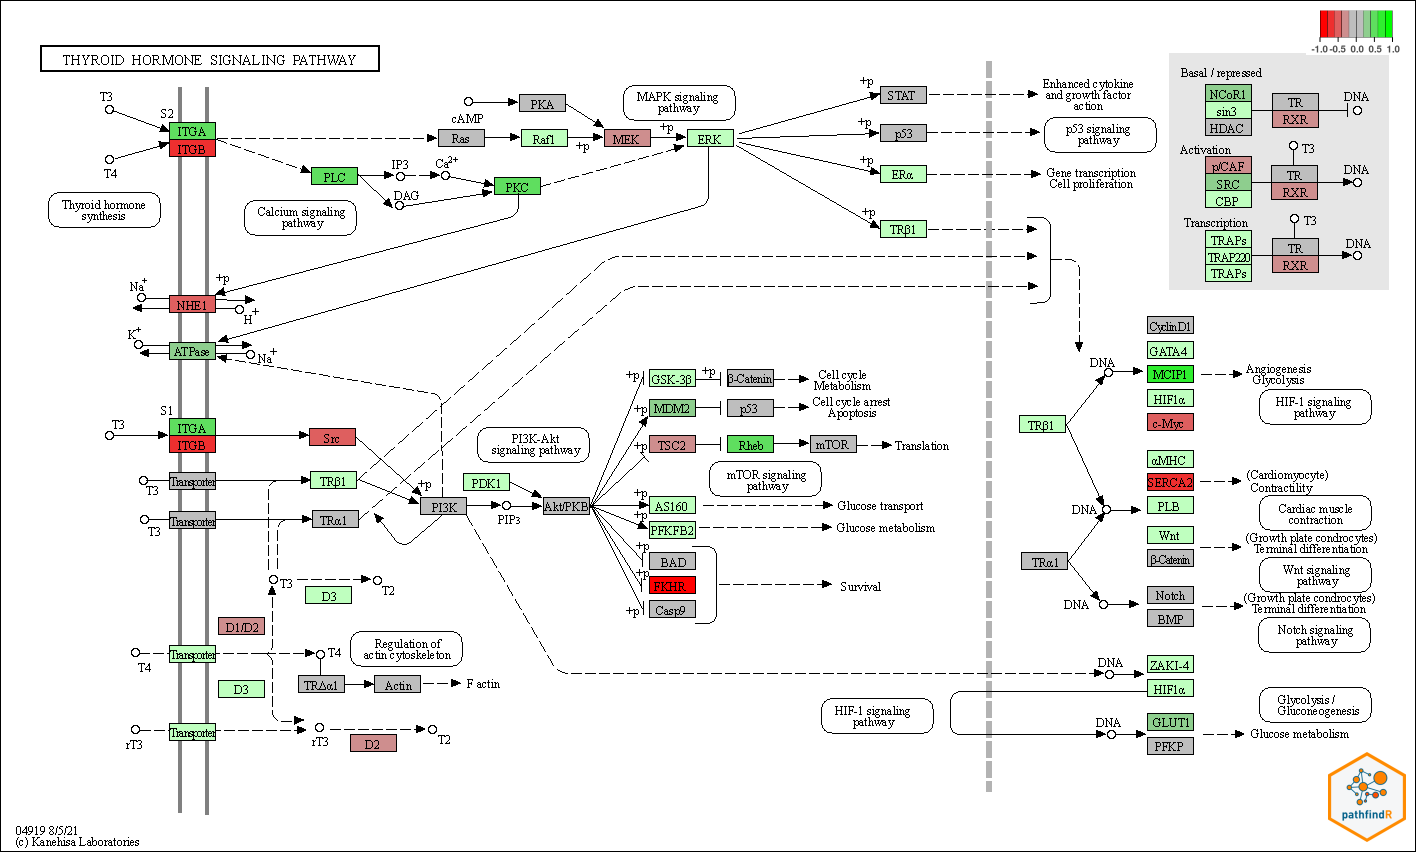 -1.0 -0.5 0.0 0.5 1.0
THYROID HORMONE SIGNALING PATHWAY
T3
S2
ITGA
ITGB
T4
Thyroid hormone
synthesis
PLC
IP3
Ca2+
DAG
Calcium signaling
pathway
cAMP
PKA
Ras
Raf1
+p
MEK
+p
ERK
PKC
MAPK signaling
pathway
+p
STAT
+p
p53
+p
ERα
+p
TRβ1
Enhanced cytokine
and growth factor
action
p53 signaling
pathway
Gene transcription
Cell proliferation
Basal / repressed
NCoR1
sin3
HDAC
TR
RXR
DNA
Activation
p/CAF
SRC
CBP
T3
TR
RXR
DNA
Transcription
TRAPs
TRAP220
TRAPs
T3
TR
RXR
DNA
Na+
+p
NHE1
H+
K+
ATPase
Na+
S1
T3
ITGA
ITGB
Src
Transporter
T3
TRβ1
Transporter
T3
TRα1
+p
PI3K
PIP3
PDK1
Akt/PKB
PI3K-Akt
signaling pathway
+p
GSK-3β
+p
β-Catenin
Cell cycle
Metabolism
+p
MDM2
p53
Cell cycle arrest
Apoptosis
+p
TSC2
Rheb
mTOR
Translation
mTOR signaling
pathway
+p
AS160
Glucose transport
+p
PFKFB2
Glucose metabolism
+p
BAD
+p
FKHR
Survival
+p
Casp9
T3
T2
D3
D1/D2
Transporter
T4
T4
Regulation of
actin cytoskeleton
D3
TRΔα1
Actin
F actin
Transporter
rT3
rT3
D2
T2
DNA
TRβ1
DNA
TRα1
DNA
CyclinD1
GATA4
MCIP1
HIF1α
c-Myc
αMHC
SERCA2
PLB
Wnt
β-Catenin
Notch
BMP
Angiogenesis
Glycolysis
HIF-1 signaling
pathway
(Cardiomyocyte)
Contractility
Cardiac muscle
contraction
(Growth plate condrocytes)
Terminal differentiation
Wnt signaling
pathway
(Growth plate condrocytes)
Terminal differentiation
Notch signaling
pathway
DNA
ZAKI-4
HIF1α
HIF-1 signaling
pathway
DNA
GLUT1
PFKP
Glycolysis /
Gluconeogenesis
Glucose metabolism
04919 8/5/21
(c) Kanehisa Laboratories
pathfindR